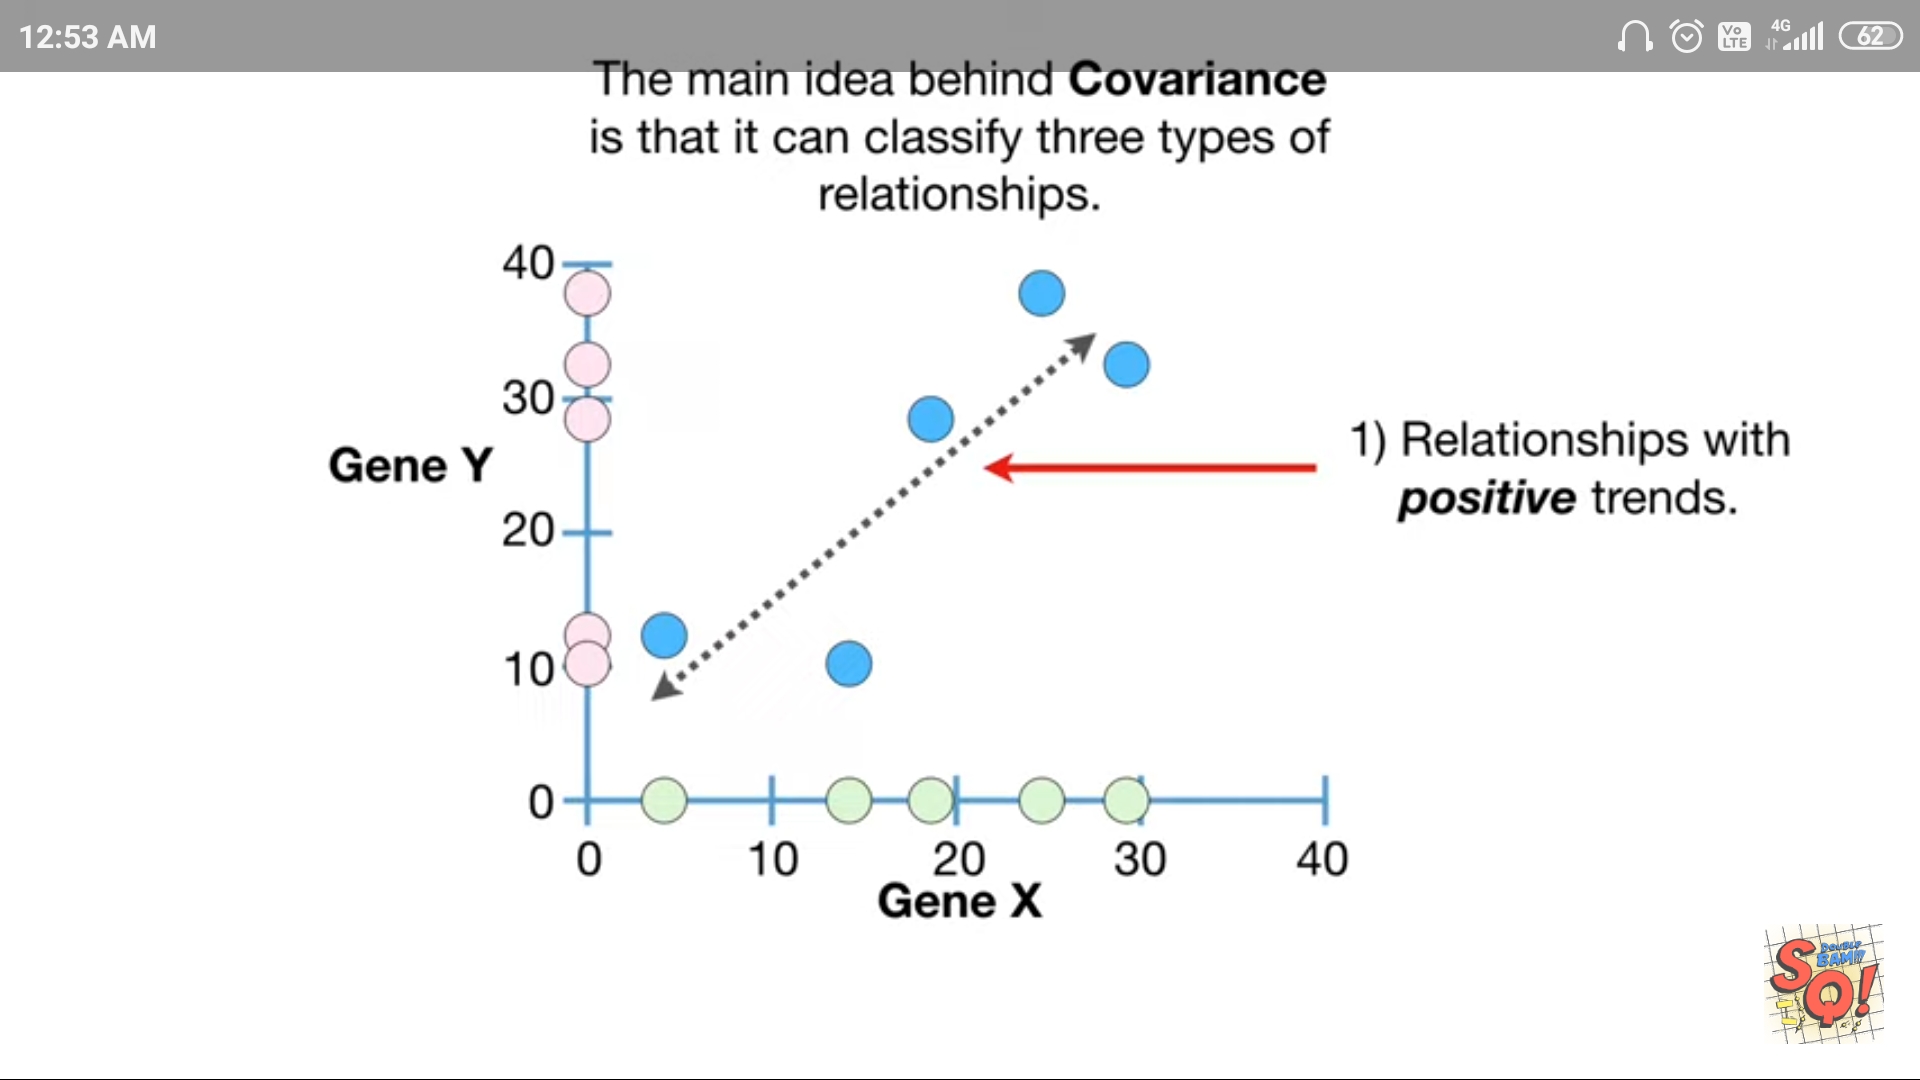 12:53 AM
Vo LTE
4G
62
The main idea behind Covariance
is that it can classify three types of
relationships.
40
30
Gene Y
20
10
0
1) Relationships with
positive trends.
0 10 20 30 40
Gene X
DOUBLE
BAM!!
SQ!